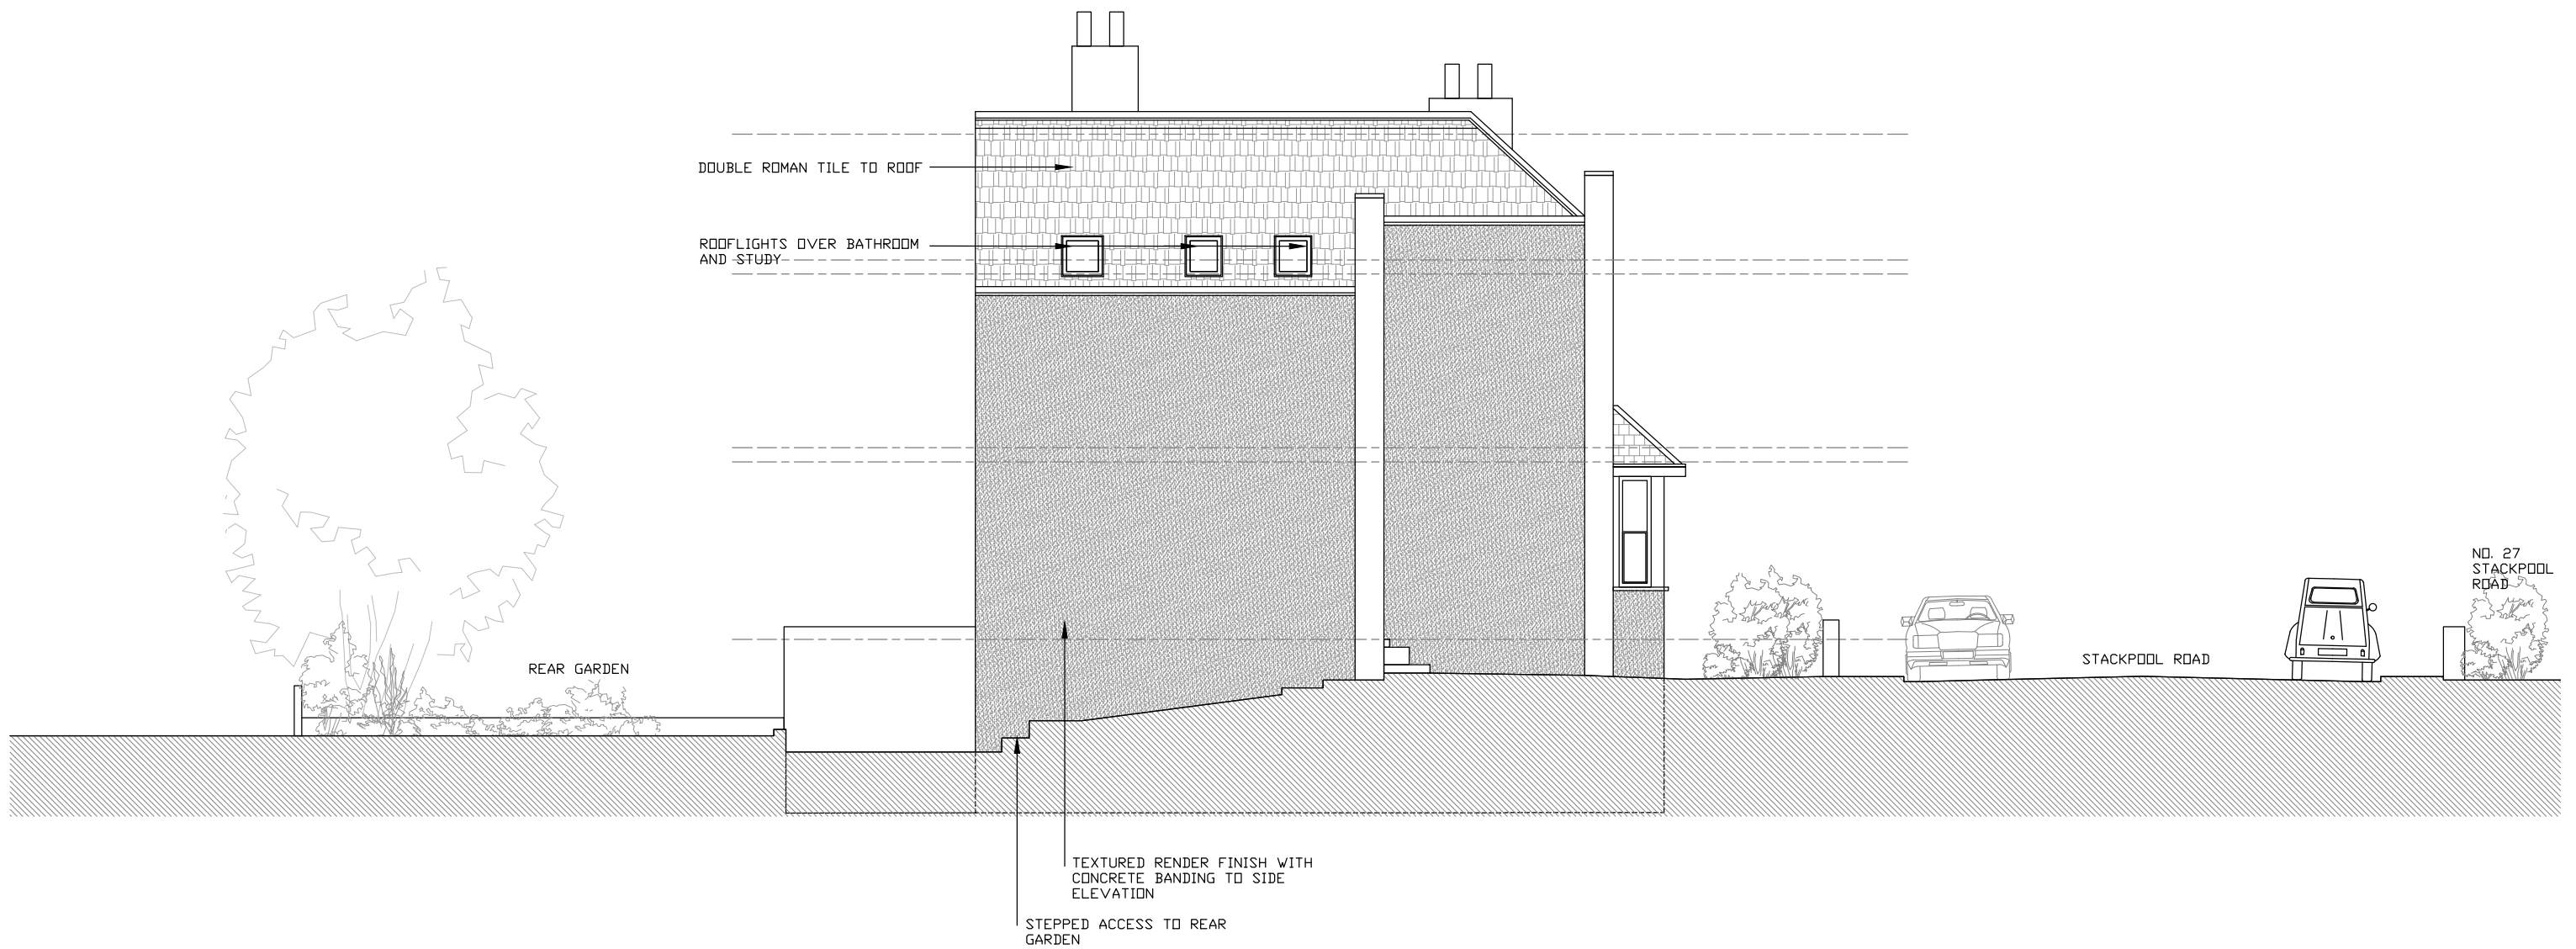 DOUBLE ROMAN TILE TO ROOF
ROOFLIGHTS OVER BATHROOM
AND STUDY
NO. 27
STACKPOOL
ROAD
STACKPOOL ROAD
REAR GARDEN
TEXTURED RENDER FINISH WITH
CONCRETE BANDING TO SIDE
ELEVATION
STEPPED ACCESS TO REAR
GARDEN